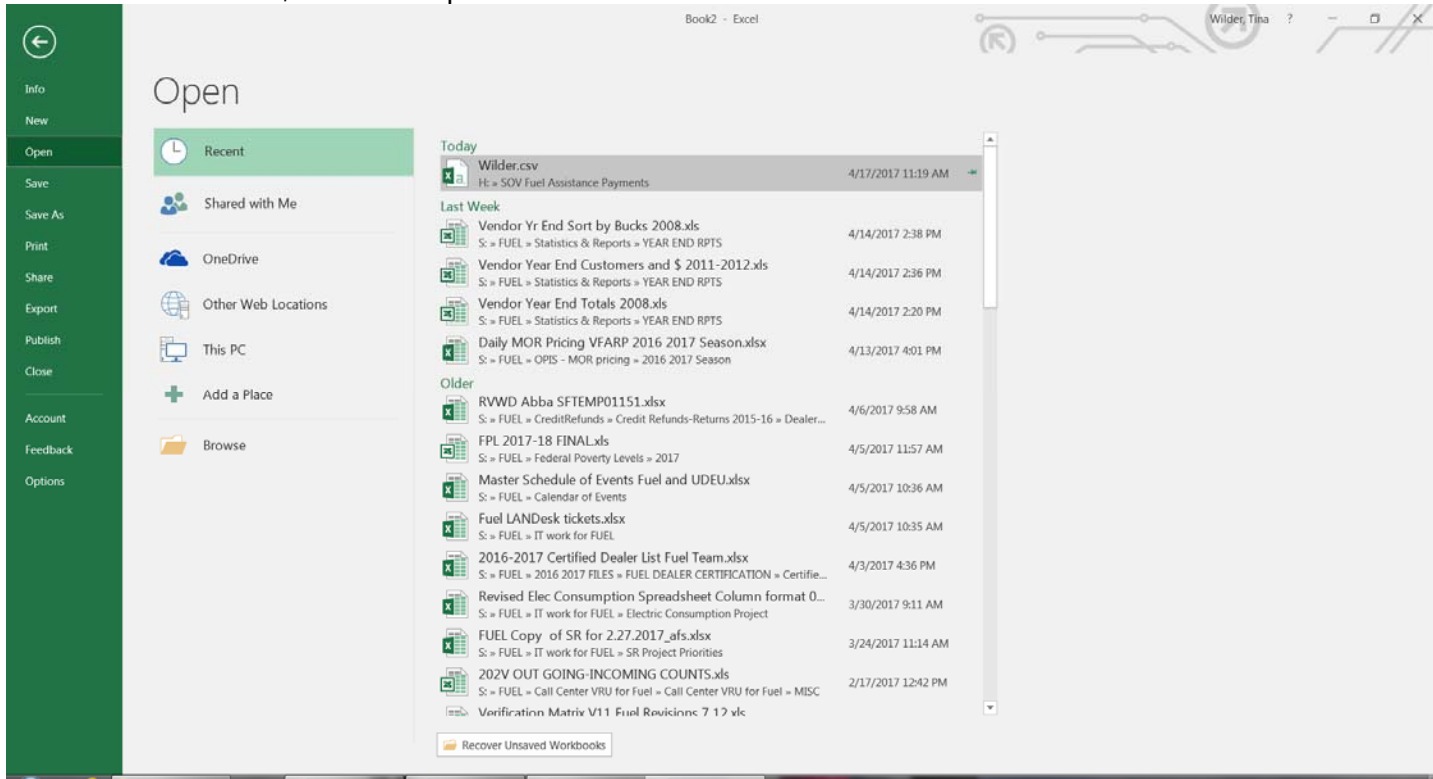 Book2 - Excel
Wilder, Tina ?
Info
New
Open
Save
Save As
Print
Share
Export
Publish
Close
Account
Feedback
Options
Open
Recent
Shared with Me
OneDrive
Other Web Locations
This PC
Add a Place
Browse
Today
Wilder.csv
H: » SOV Fuel Assistance Payments
4/17/2017 11:19 AM
Last Week
Vendor Yr End Sort by Bucks 2008.xls
S: » FUEL » Statistics & Reports » YEAR END RPTS
4/14/2017 2:38 PM
Vendor Year End Customers and $ 2011-2012.xls
S: » FUEL » Statistics & Reports » YEAR END RPTS
4/14/2017 2:36 PM
Vendor Year End Totals 2008.xls
S: » FUEL » Statistics & Reports » YEAR END RPTS
4/14/2017 2:20 PM
Daily MOR Pricing VFARP 2016 2017 Season.xlsx
S: » FUEL » OPIS - MOR pricing » 2016 2017 Season
4/13/2017 4:01 PM
Older
RVWD Abba SFTEMP01151.xlsx
S: » FUEL » CreditRefunds » Credit Refunds-Returns 2015-16 » Dealer...
4/6/2017 9:58 AM
FPL 2017-18 FINAL.xls
S: » FUEL » Federal Poverty Levels » 2017
4/5/2017 11:57 AM
Master Schedule of Events Fuel and UDEU.xlsx
S: » FUEL » Calendar of Events
4/5/2017 10:36 AM
Fuel LANDesk tickets.xlsx
S: » FUEL » IT work for FUEL
4/5/2017 10:35 AM
2016-2017 Certified Dealer List Fuel Team.xlsx
S: » FUEL » 2016 2017 FILES » FUEL DEALER CERTIFICATION » Certifie...
4/3/2017 4:36 PM
Revised Elec Consumption Spreadsheet Column format 0...
S: » FUEL » IT work for FUEL » Electric Consumption Project
3/30/2017 9:11 AM
FUEL Copy of SR for 2.27.2017_afs.xlsx
S: » FUEL » IT work for FUEL » SR Project Priorities
3/24/2017 11:14 AM
202V OUT GOING-INCOMING COUNTS.xls
S: » FUEL » Call Center VRU for Fuel » Call Center VRU for Fuel » MISC
2/17/2017 12:42 PM
Verification Matrix V11 Fuel Revisions 7 12.xls
Recover Unsaved Workbooks